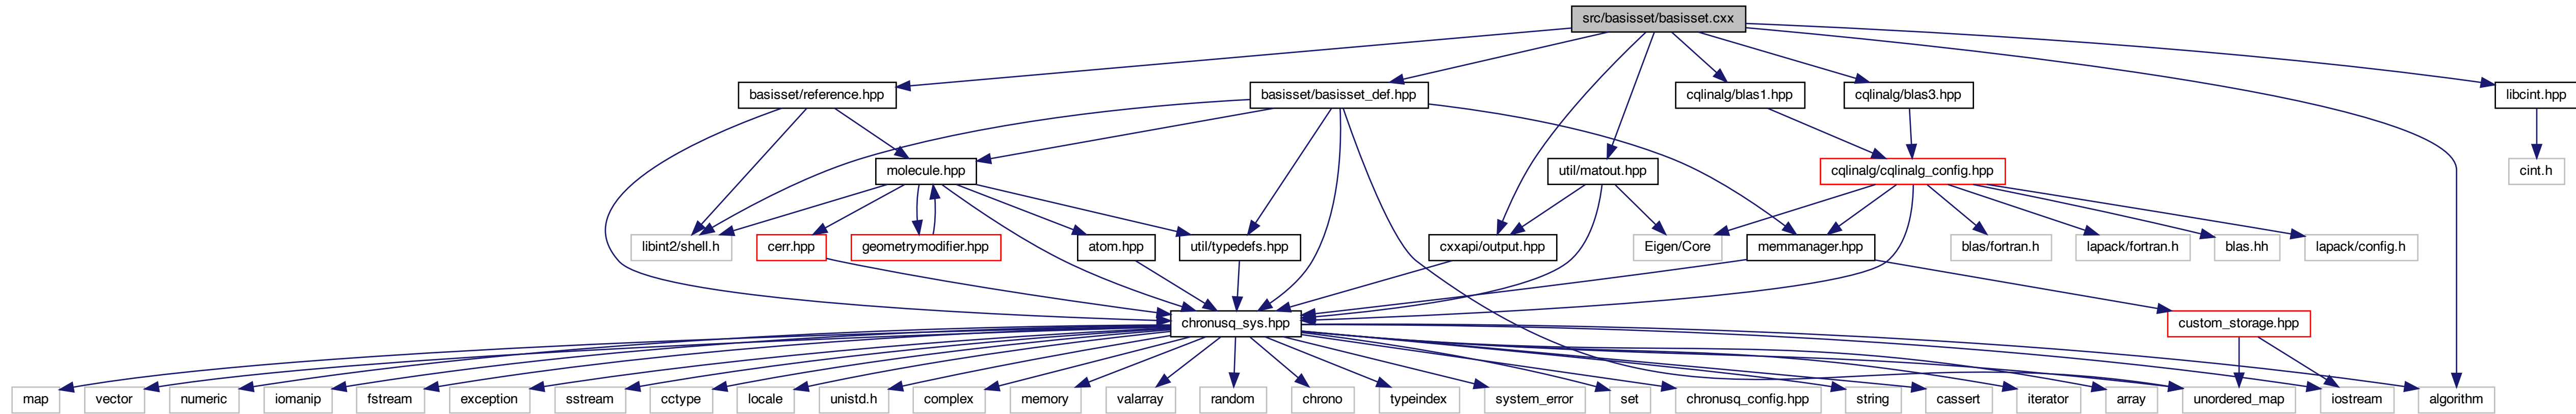 src/basisset/basisset.cxx
basisset/reference.hpp
basisset/basisset_def.hpp
cqlinalg/blas1.hpp
cqlinalg/blas3.hpp
libcint.hpp
molecule.hpp
util/matout.hpp
cqlinalg/cqlinalg_config.hpp
cint.h
libint2/shell.h
cerr.hpp
geometrymodifier.hpp
atom.hpp
util/typedefs.hpp
cxxapi/output.hpp
Eigen/Core
memmanager.hpp
blas/fortran.h
lapack/fortran.h
blas.hh
lapack/config.h
chronusq_sys.hpp
custom_storage.hpp
map
vector
numeric
iomanip
fstream
exception
sstream
cctype
locale
unistd.h
complex
memory
valarray
random
chrono
typeindex
system_error
set
chronusq_config.hpp
string
cassert
iterator
array
unordered_map
iostream
algorithm